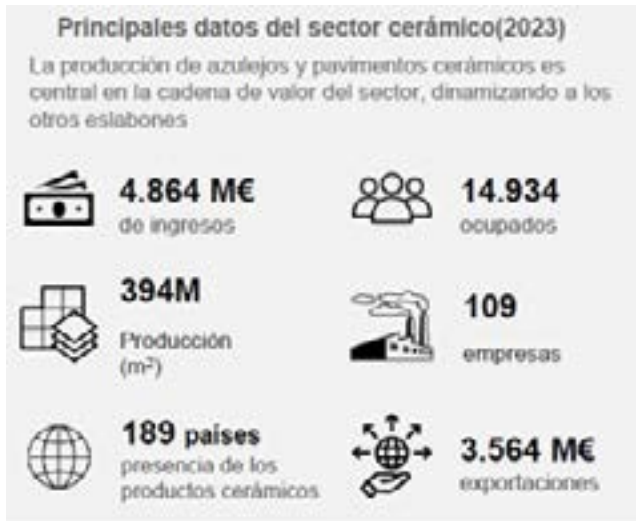 Principales datos del sector cerámico(2023)
La producción de azulejos y pavimentos cerámicos es
central en la cadena de valor del sector, dinamizando a los
otros eslabones
4.864 M€
de ingresos
14.934
ocupados
394M
Producción
(m²)
109
empresas
189 países
presencia de los
productos cerámicos
3.564 M€
exportaciones